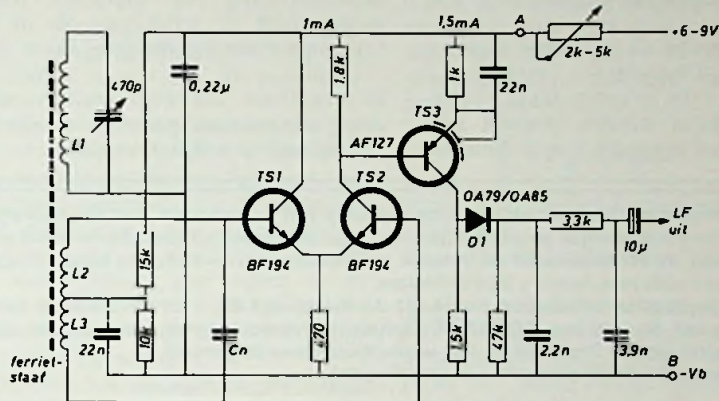 1mA
1,5mA
A
+6-9V
2k-5k
470p
0,22µ
1,8k
1k
22n
L1
AF127
TS3
TS1
TS2
OA79/OA85
3,3k
LF
uit
D1
10µ
BF194
BF194
L2
15k
L3
22n
10k
Cn
470
1,5k
47k
2,2n
3,9n
B
-Vb
ferriet-
staaf